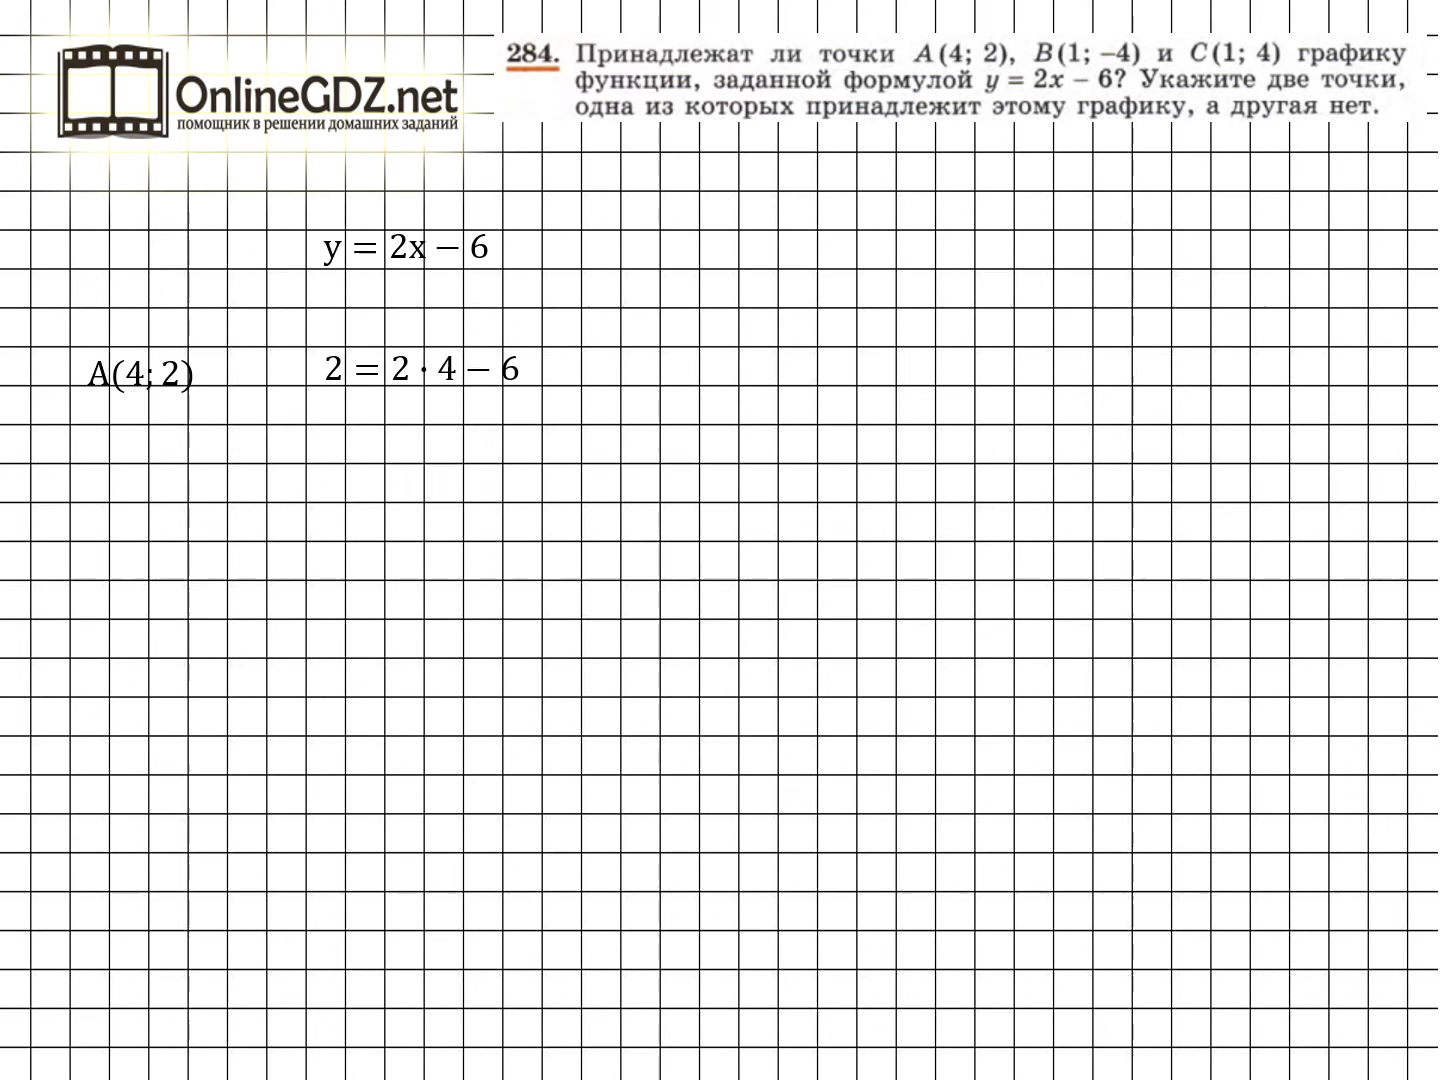 OnlineGDZ.net
помощник в решении домашних заданий
284. Принадлежат ли точки A(4; 2), B(1; –4) и C(1; 4) графику
функции, заданной формулой y = 2x – 6? Укажите две точки,
одна из которых принадлежит этому графику, а другая нет.
y = 2x − 6
A(4; 2)
2 = 2 · 4 − 6